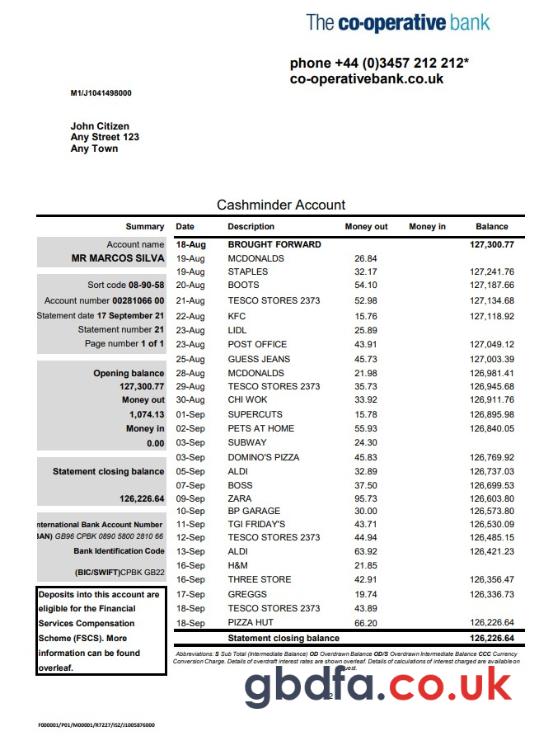 The co-operative bank
phone +44 (0)3457 212 212*
co-operativebank.co.uk
M1/J1041498000
John Citizen
Any Street 123
Any Town
Cashminder Account
Summary Date Description Money out Money in Balance
Account name 18-Aug BROUGHT FORWARD 127,300.77
MR MARCOS SILVA 19-Aug MCDONALDS 26.84
19-Aug STAPLES 32.17 127,241.76
Sort code 08-90-58 20-Aug BOOTS 54.10 127,187.66
Account number 00281066 00 21-Aug TESCO STORES 2373 52.98 127,134.68
Statement date 17 September 21 22-Aug KFC 15.76 127,118.92
Statement number 21 23-Aug LIDL 25.89
Page number 1 of 1 23-Aug POST OFFICE 43.91 127,049.12
25-Aug GUESS JEANS 45.73 127,003.39
Opening balance 28-Aug MCDONALDS 21.98 126,981.41
127,300.77 29-Aug TESCO STORES 2373 35.73 126,945.68
Money out 30-Aug CHI WOK 33.92 126,911.76
1,074.13 01-Sep SUPERCUTS 15.78 126,895.98
Money in 02-Sep PETS AT HOME 55.93 126,840.05
0.00 03-Sep SUBWAY 24.30
03-Sep DOMINO'S PIZZA 45.83 126,769.92
Statement closing balance 05-Sep ALDI 32.89 126,737.03
07-Sep BOSS 37.50 126,699.53
126,226.64 09-Sep ZARA 95.73 126,603.80
10-Sep BP GARAGE 30.00 126,573.80
nternational Bank Account Number 11-Sep TGI FRIDAY'S 43.71 126,530.09
BAN) GB96 CPBK 0890 5800 2810 66 12-Sep TESCO STORES 2373 44.94 126,485.15
Bank Identification Code 13-Sep ALDI 63.92 126,421.23
16-Sep H&M 21.85
(BIC/SWIFT)CPBK GB22 16-Sep THREE STORE 42.91 126,356.47
Deposits into this account are 17-Sep GREGGS 19.74 126,336.73
eligible for the Financial 18-Sep TESCO STORES 2373 43.89
Services Compensation 18-Sep PIZZA HUT 66.20 126,226.64
Scheme (FSCS). More Statement closing balance 126,226.64
information can be found
overleaf.
Abbreviations: S Sub Total (Intermediate Balance) OD Overdrawn Balance OD/S Overdrawn Intermediate Balance CCC Currency
Conversion Charge. Details of overdraft interest rates are shown overleaf. Details of calculations of interest charged are available on
gbdfa.co.uk
F000001/P01/M00001/R7227/IS2/J1005876000